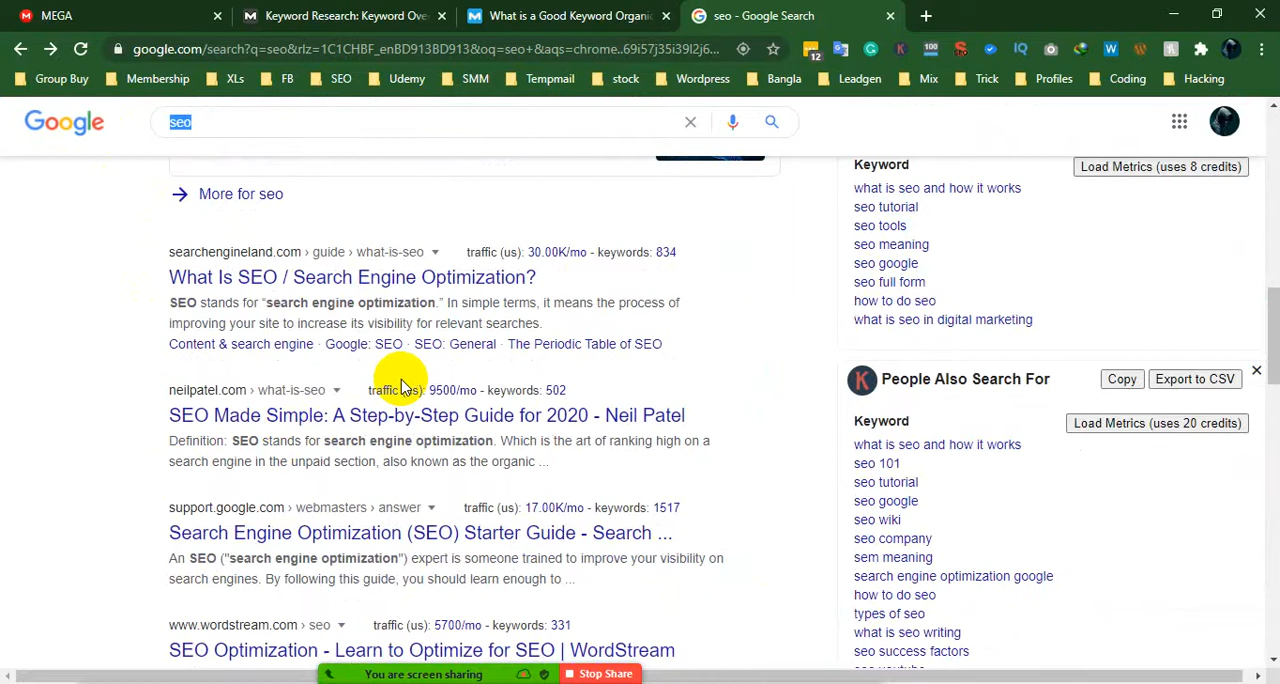 MEGA
Keyword Research: Keyword Ove
What is a Good Keyword Organi
seo - Google Search
google.com/search?q=seo&rlz=1C1CHBF_enBD913BD913&oq=seo+&aqs=chrome..69i57j35i39l2j6...
12
100
IQ
W
Group Buy
Membership
XLs
FB
SEO
Udemy
SMM
Tempmail
stock
Wordpress
Bangla
Leadgen
Mix
Trick
Profiles
Coding
Hacking
Google
seo
More for seo
searchengineland.com › guide › what-is-seo traffic (us): 30.00K/mo - keywords: 834
What Is SEO / Search Engine Optimization?
SEO stands for “search engine optimization.” In simple terms, it means the process of
improving your site to increase its visibility for relevant searches.
Content & search engine · Google: SEO · SEO: General · The Periodic Table of SEO
neilpatel.com › what-is-seo traffic (us): 9500/mo - keywords: 502
SEO Made Simple: A Step-by-Step Guide for 2020 - Neil Patel
Definition: SEO stands for search engine optimization. Which is the art of ranking high on a
search engine in the unpaid section, also known as the organic ...
support.google.com › webmasters › answer traffic (us): 17.00K/mo - keywords: 1517
Search Engine Optimization (SEO) Starter Guide - Search ...
An SEO ("search engine optimization") expert is someone trained to improve your visibility on
search engines. By following this guide, you should learn enough to ...
www.wordstream.com › seo traffic (us): 5700/mo - keywords: 331
SEO Optimization - Learn to Optimize for SEO | WordStream
Keyword
Load Metrics (uses 8 credits)
what is seo and how it works
seo tutorial
seo tools
seo meaning
seo google
seo full form
how to do seo
what is seo in digital marketing
K
People Also Search For
Copy
Export to CSV
Keyword
Load Metrics (uses 20 credits)
what is seo and how it works
seo 101
seo tutorial
seo google
seo wiki
seo company
sem meaning
search engine optimization google
how to do seo
types of seo
what is seo writing
seo success factors
seo youtube
You are screen sharing
Stop Share